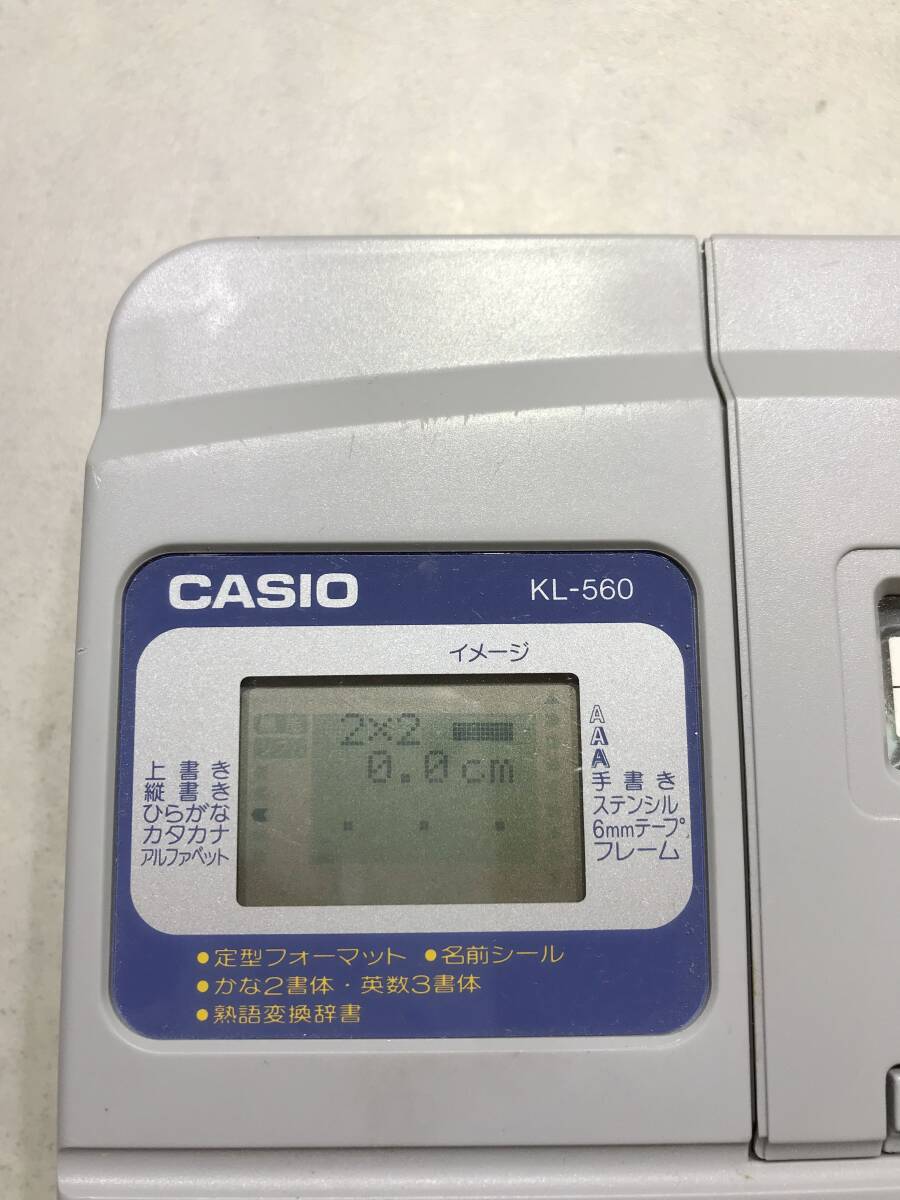 CASIO KL-560
イメージ
2×2
0.0cm
上書き
縦書き
ひらがな
カタカナ
アルファベット
A
A
A
手書き
ステンシル
6mmテープ
フレーム
●定型フォーマット ●名前シール
●かな2書体・英数3書体
●熟語変換辞書